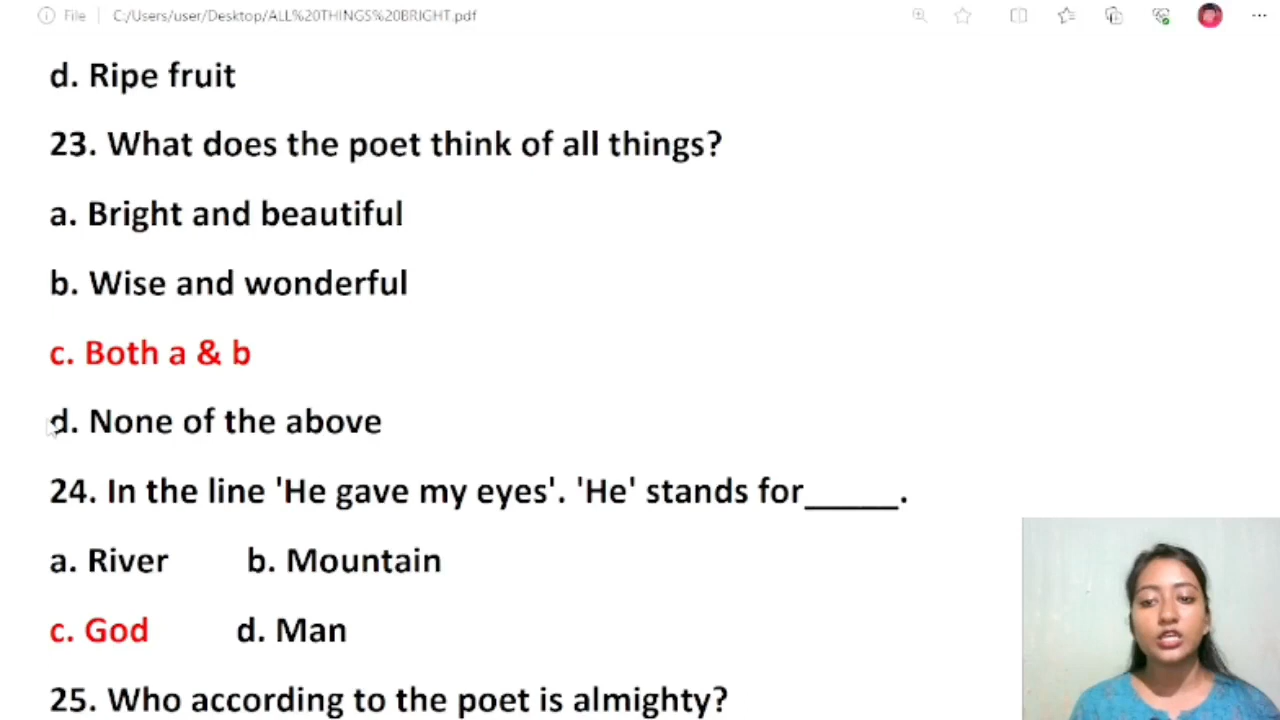 File | C:/Users/user/Desktop/ALL%20THINGS%20BRIGHT.pdf
d. Ripe fruit
23. What does the poet think of all things?
a. Bright and beautiful
b. Wise and wonderful
c. Both a & b
d. None of the above
24. In the line 'He gave my eyes'. 'He' stands for_____.
a. River b. Mountain
c. God d. Man
25. Who according to the poet is almighty?